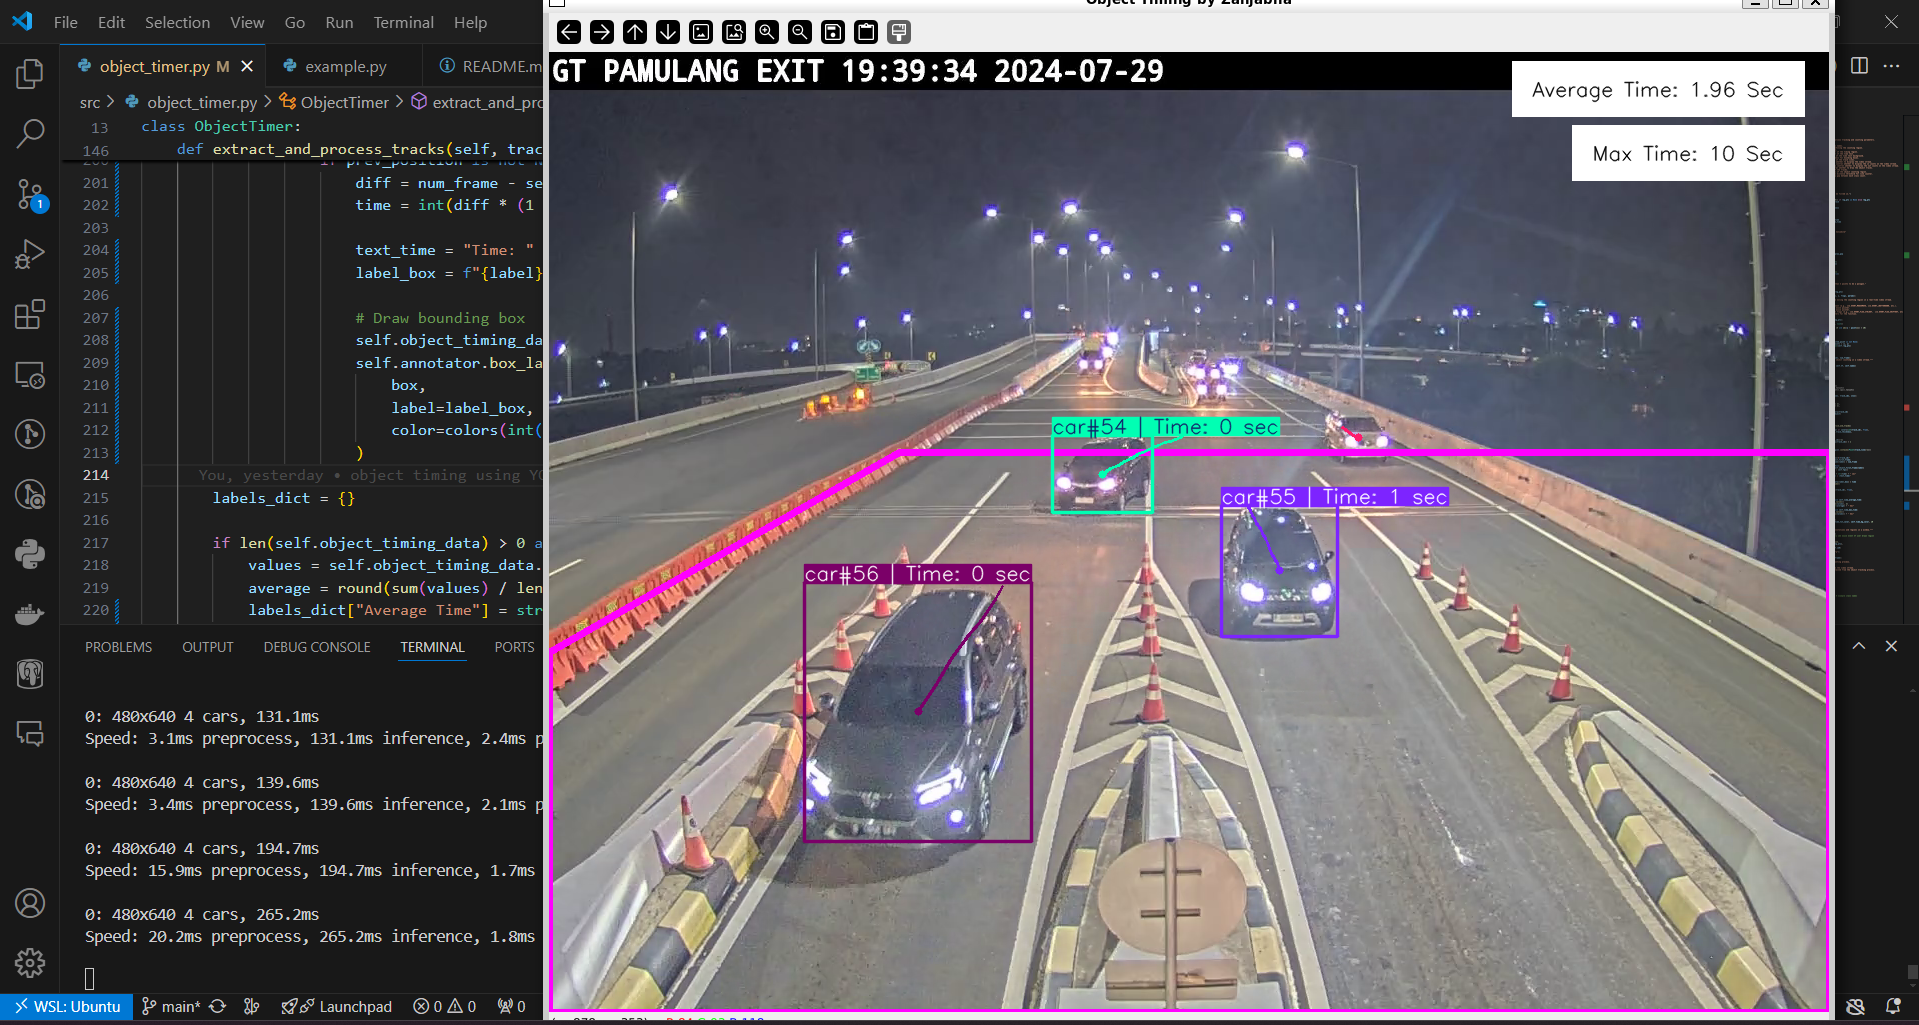 File Edit Selection View Go Run Terminal Help
object_timer.py M
example.py
README.m
src > object_timer.py > ObjectTimer > extract_and_pro
13 class ObjectTimer:
146 def extract_and_process_tracks(self, trac
201 diff = num_frame - se
202 time = int(diff * (1
203
204 text_time = "Time: "
205 label_box = f"{label}
206
207 # Draw bounding box
208 self.object_timing_da
209 self.annotator.box_la
210 box,
211 label=label_box,
212 color=colors(int(
213 )
214 You, yesterday • object timing using YO
215 labels_dict = {}
216
217 if len(self.object_timing_data) > 0 a
218 values = self.object_timing_data.
219 average = round(sum(values) / len
220 labels_dict["Average Time"] = str
PROBLEMS OUTPUT DEBUG CONSOLE TERMINAL PORTS
0: 480x640 4 cars, 131.1ms
Speed: 3.1ms preprocess, 131.1ms inference, 2.4ms p
0: 480x640 4 cars, 139.6ms
Speed: 3.4ms preprocess, 139.6ms inference, 2.1ms p
0: 480x640 4 cars, 194.7ms
Speed: 15.9ms preprocess, 194.7ms inference, 1.7ms
0: 480x640 4 cars, 265.2ms
Speed: 20.2ms preprocess, 265.2ms inference, 1.8ms
WSL: Ubuntu main* Launchpad 0 0 0
1
Object Timing by Zanjabila
GT PAMULANG EXIT 19:39:34 2024-07-29
Average Time: 1.96 Sec
Max Time: 10 Sec
car#54 | Time: 0 sec
car#55 | Time: 1 sec
car#56 | Time: 0 sec